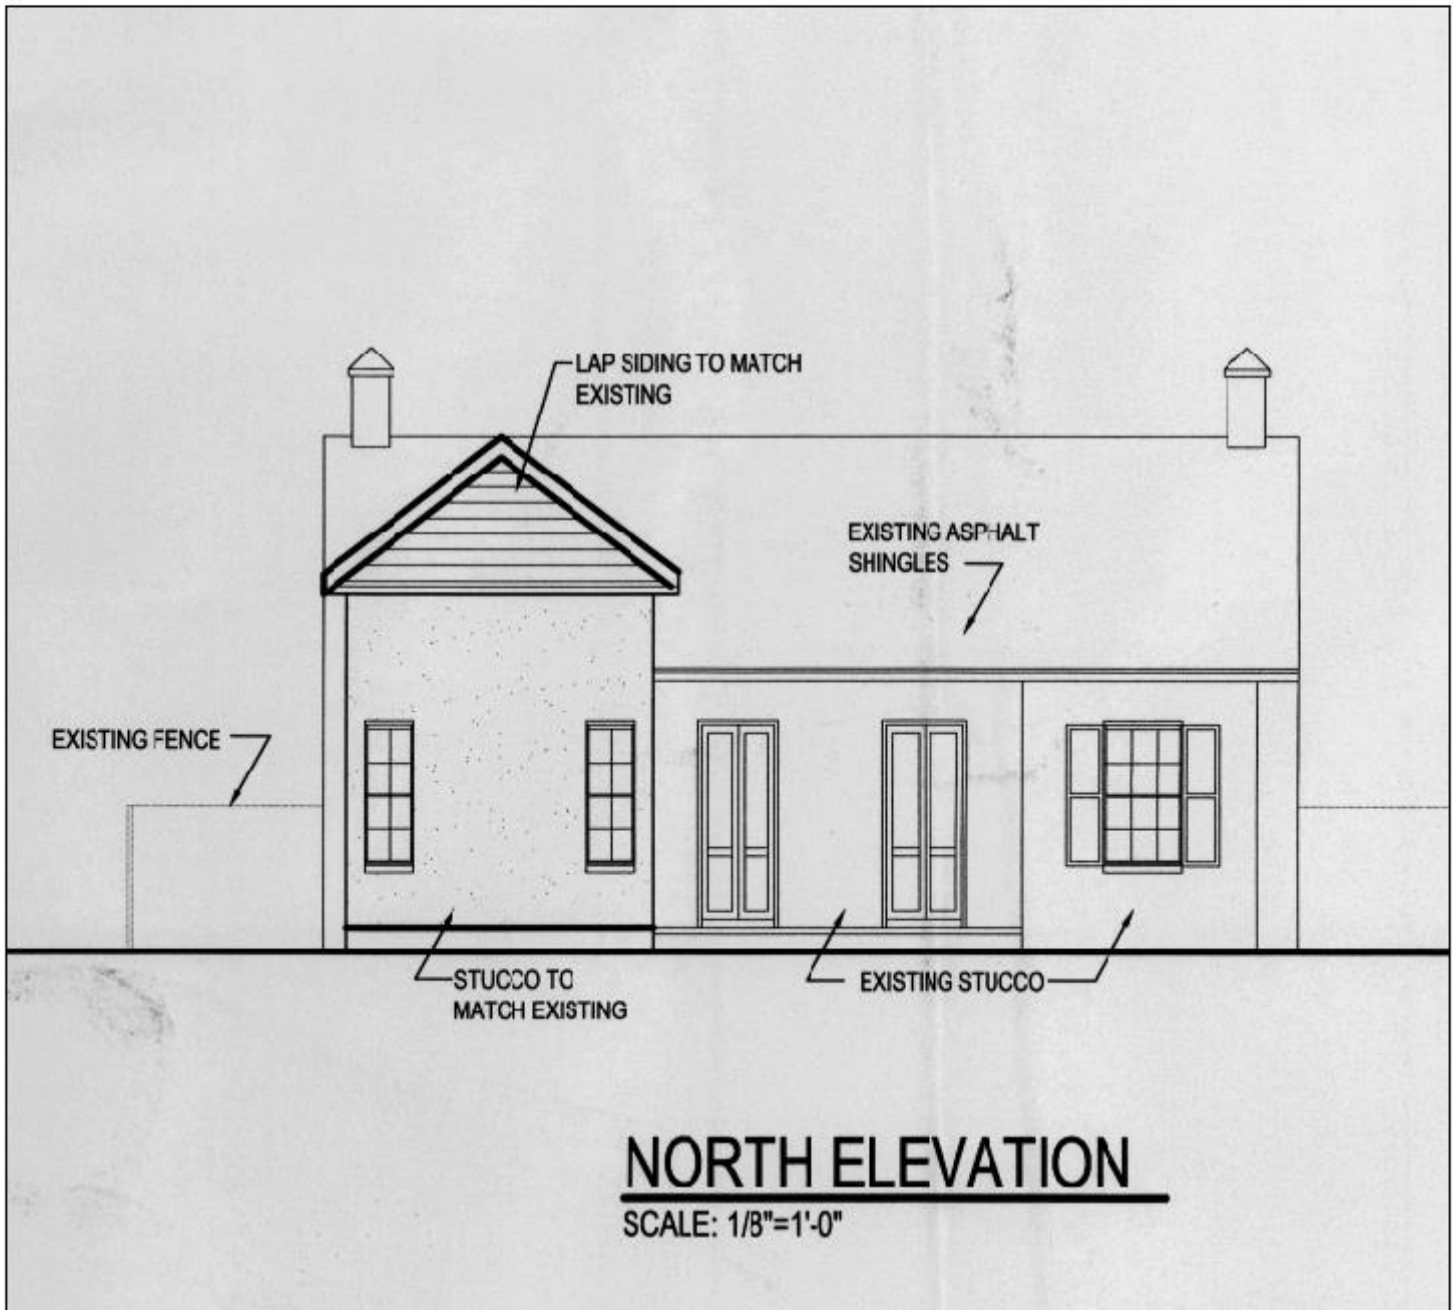 LAP SIDING TO MATCH
EXISTING
EXISTING ASPHALT
SHINGLES
EXISTING FENCE
STUCCO TO
MATCH EXISTING
EXISTING STUCCO
NORTH ELEVATION
SCALE: 1/8"=1'-0"